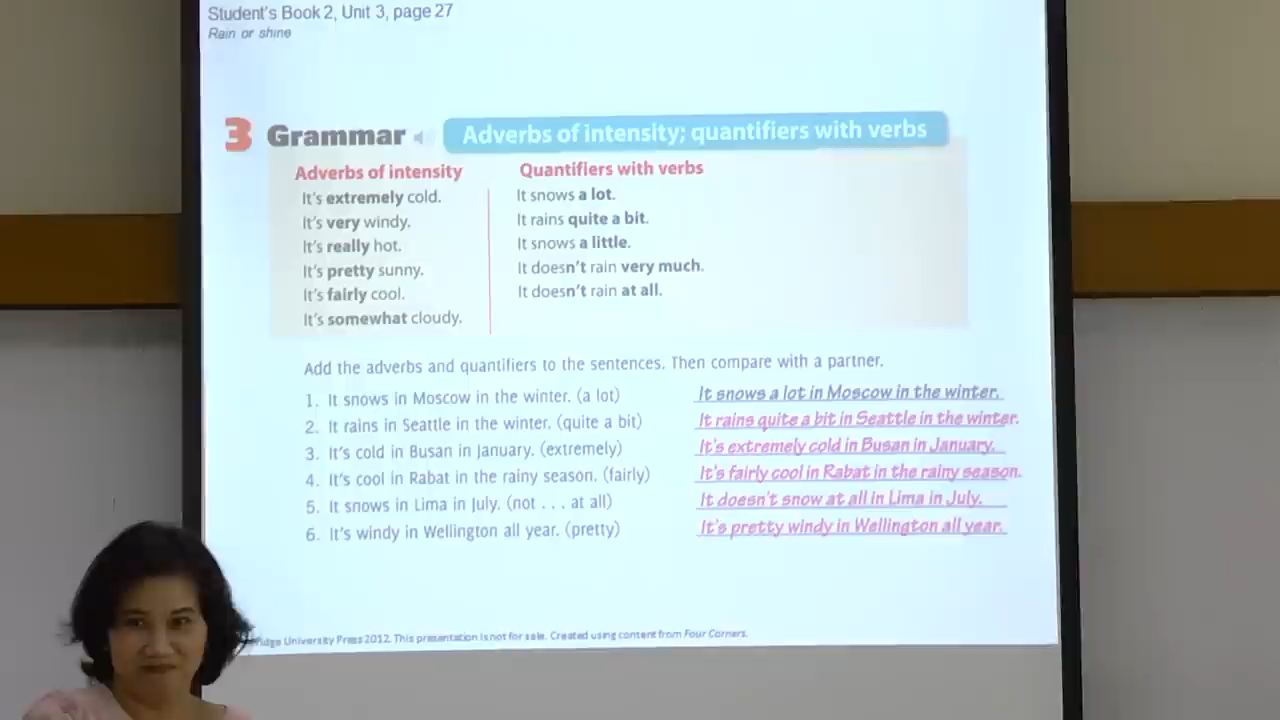 Student's Book 2, Unit 3, page 27
Rain or shine
3 Grammar
Adverbs of intensity; quantifiers with verbs
Adverbs of intensity
It's extremely cold.
It's very windy.
It's really hot.
It's pretty sunny.
It's fairly cool.
It's somewhat cloudy.
Quantifiers with verbs
It snows a lot.
It rains quite a bit.
It snows a little.
It doesn't rain very much.
It doesn't rain at all.
Add the adverbs and quantifiers to the sentences. Then compare with a partner.
1. It snows in Moscow in the winter. (a lot) It snows a lot in Moscow in the winter.
2. It rains in Seattle in the winter. (quite a bit) It rains quite a bit in Seattle in the winter.
3. It's cold in Busan in January. (extremely) It's extremely cold in Busan in January.
4. It's cool in Rabat in the rainy season. (fairly) It's fairly cool in Rabat in the rainy season.
5. It snows in Lima in July. (not . . . at all) It doesn't snow at all in Lima in July.
6. It's windy in Wellington all year. (pretty) It's pretty windy in Wellington all year.
University Press 2012. This presentation is not for sale. Created using content from Four Corners.